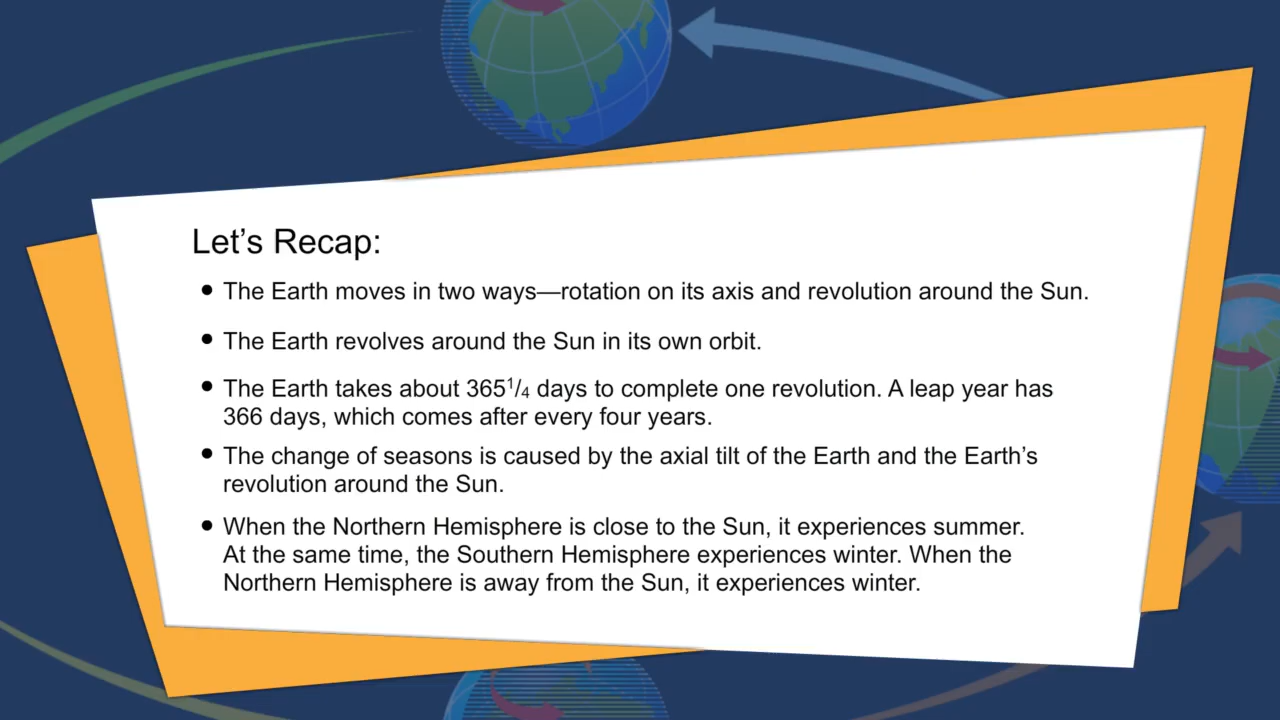 Let’s Recap:
• The Earth moves in two ways—rotation on its axis and revolution around the Sun.
• The Earth revolves around the Sun in its own orbit.
• The Earth takes about 365¹/₄ days to complete one revolution. A leap year has
366 days, which comes after every four years.
• The change of seasons is caused by the axial tilt of the Earth and the Earth’s
revolution around the Sun.
• When the Northern Hemisphere is close to the Sun, it experiences summer.
At the same time, the Southern Hemisphere experiences winter. When the
Northern Hemisphere is away from the Sun, it experiences winter.